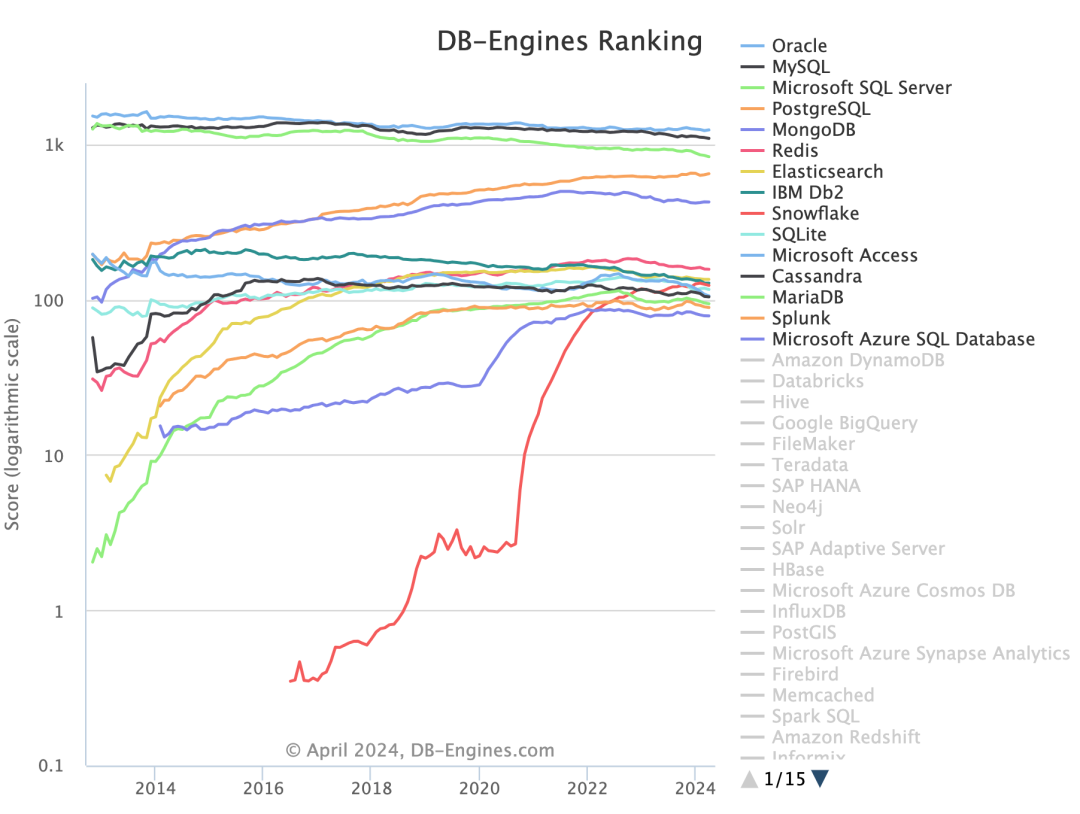 DB-Engines Ranking
Score (logarithmic scale)
1k
100
10
1
0.1
2014
2016
2018
2020
2022
2024
© April 2024, DB-Engines.com
Oracle
MySQL
Microsoft SQL Server
PostgreSQL
MongoDB
Redis
Elasticsearch
IBM Db2
Snowflake
SQLite
Microsoft Access
Cassandra
MariaDB
Splunk
Microsoft Azure SQL Database
Amazon DynamoDB
Databricks
Hive
Google BigQuery
FileMaker
Teradata
SAP HANA
Neo4j
Solr
SAP Adaptive Server
HBase
Microsoft Azure Cosmos DB
InfluxDB
PostGIS
Microsoft Azure Synapse Analytics
Firebird
Memcached
Spark SQL
Amazon Redshift
Informix
1/15